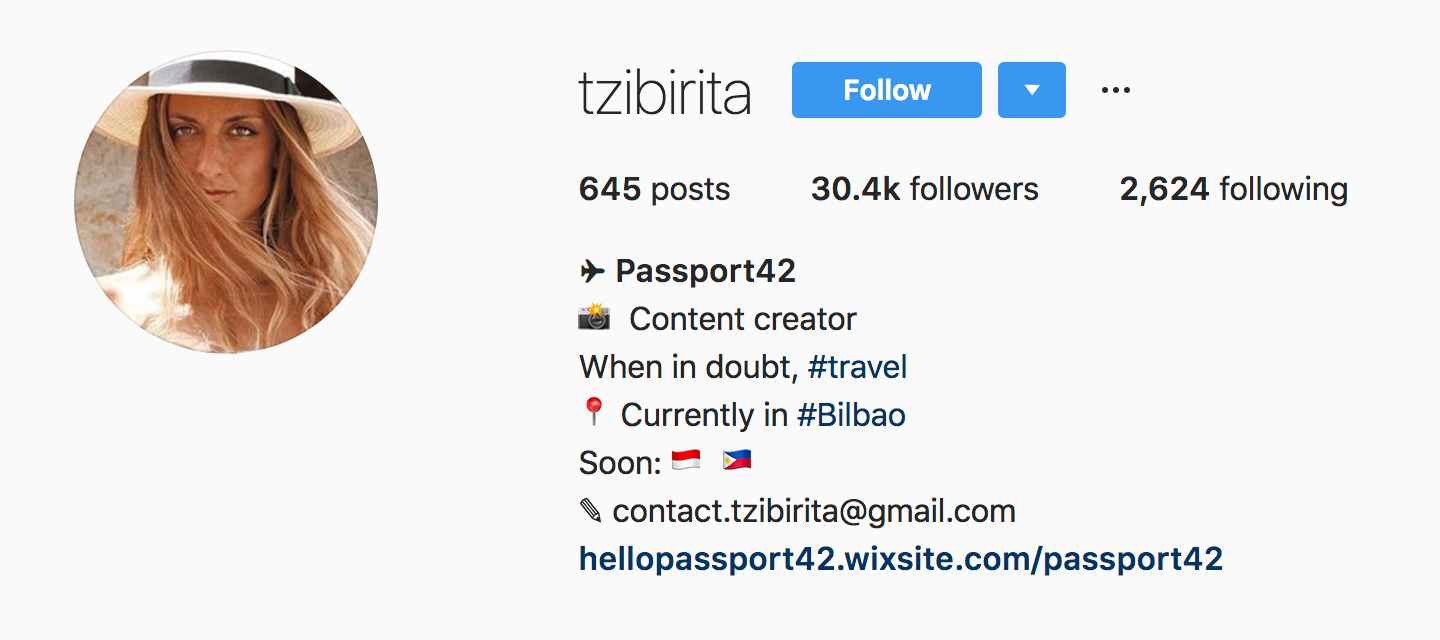 tzibirita Follow ▼ •••
645 posts 30.4k followers 2,624 following
✈ Passport42
📸 Content creator
When in doubt, #travel
📍 Currently in #Bilbao
Soon: 🇮🇩 🇵🇭
✎ contact.tzibirita@gmail.com
hellopassport42.wixsite.com/passport42